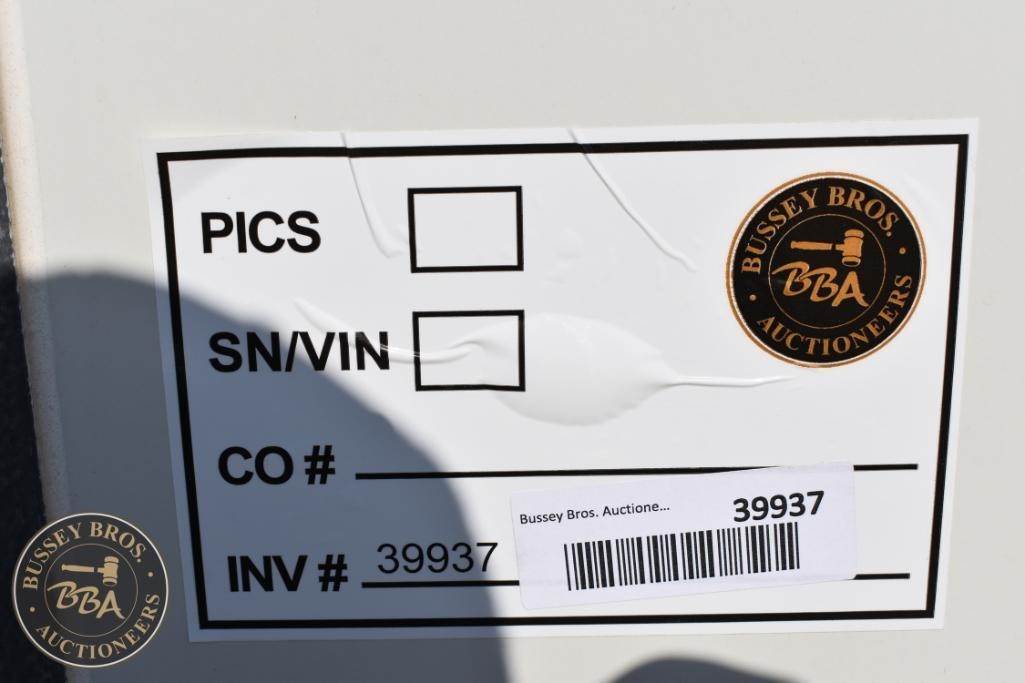 PICS
BUSSEY BROS.
BBA
AUCTIONEERS
SN/VIN
CO #
Bussey Bros. Auctione... 39937
INV # 39937
BUSSEY BROS.
BBA
AUCTIONEERS